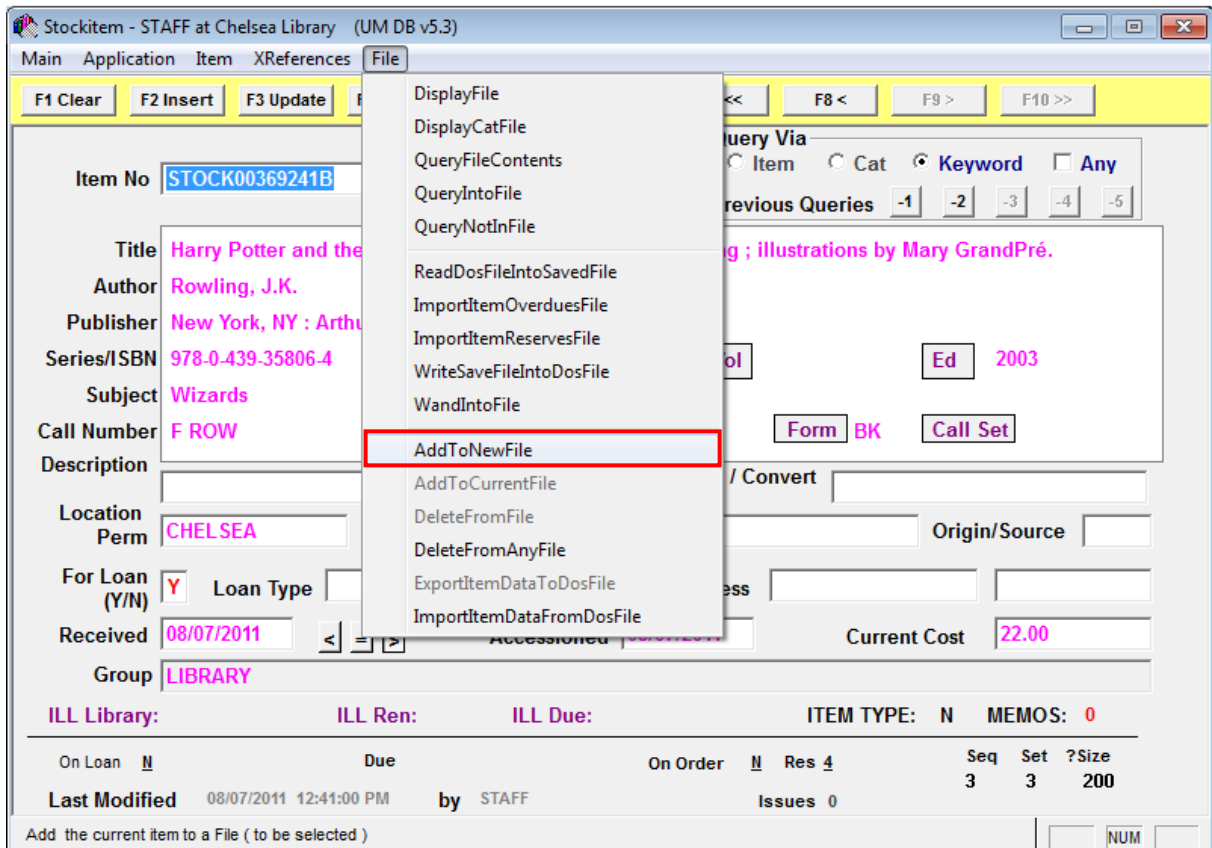 Stockitem - STAFF at Chelsea Library (UM DB v5.3)
Main Application Item XReferences File
F1 Clear F2 Insert F3 Update << F8 < F9 > F10 >>
DisplayFile
DisplayCatFile
QueryFileContents
QueryIntoFile
QueryNotInFile
ReadDosFileIntoSavedFile
ImportItemOverduesFile
ImportItemReservesFile
WriteSaveFileIntoDosFile
WandIntoFile
AddToNewFile
AddToCurrentFile
DeleteFromFile
DeleteFromAnyFile
ExportItemDataToDosFile
ImportItemDataFromDosFile
uery Via
Item No STOCK00369241B Item Cat Keyword Any
revious Queries -1 -2 -3 -4 -5
Title Harry Potter and the g ; illustrations by Mary GrandPré.
Author Rowling, J.K.
Publisher New York, NY : Arthu
Series/ISBN 978-0-439-35806-4 ol Ed 2003
Subject Wizards
Call Number F ROW Form BK Call Set
Description / Convert
Location
Perm CHELSEA Origin/Source
For Loan
(Y/N) Y Loan Type ess
Received 08/07/2011 < = > Accessioned 08/07/2011 Current Cost 22.00
Group LIBRARY
ILL Library: ILL Ren: ILL Due: ITEM TYPE: N MEMOS: 0
On Loan N Due On Order N Res 4 Seq Set ?Size
3 3 200
Last Modified 08/07/2011 12:41:00 PM by STAFF Issues 0
Add the current item to a File ( to be selected ) NUM